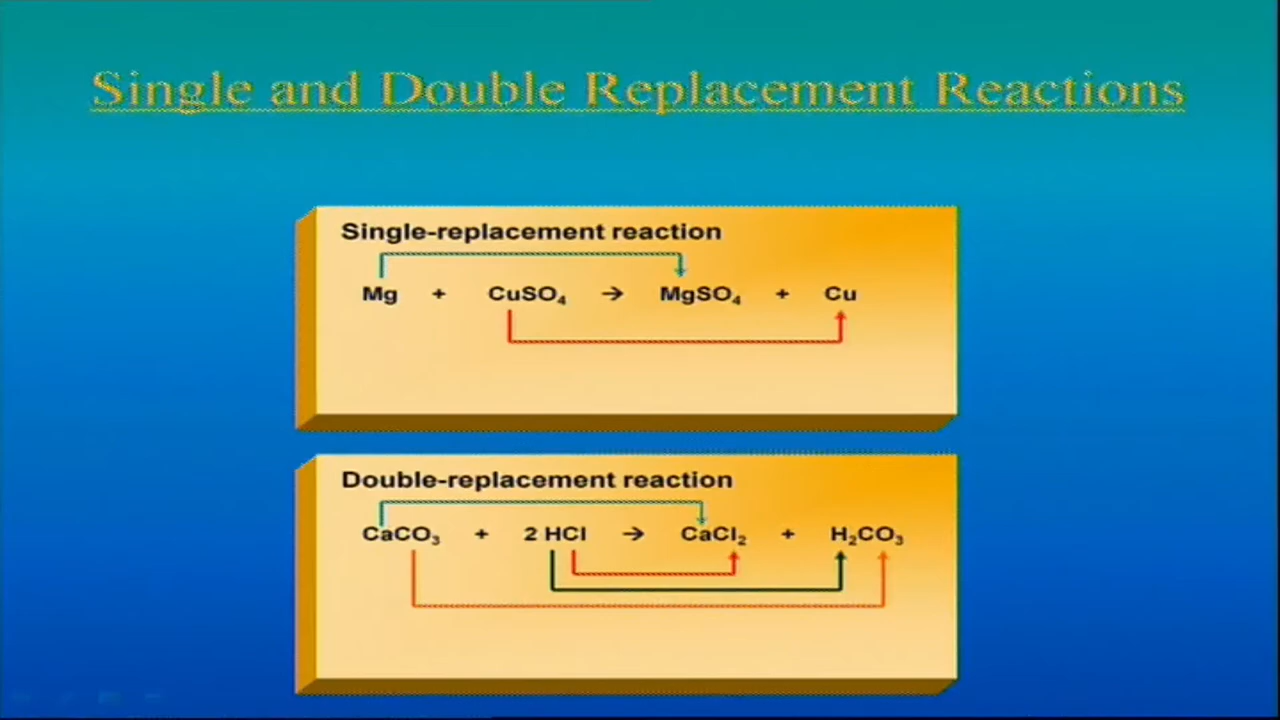 Single and Double Replacement Reactions
Single-replacement reaction
Mg + CuSO₄ → MgSO₄ + Cu
Double-replacement reaction
CaCO₃ + 2 HCl → CaCl₂ + H₂CO₃